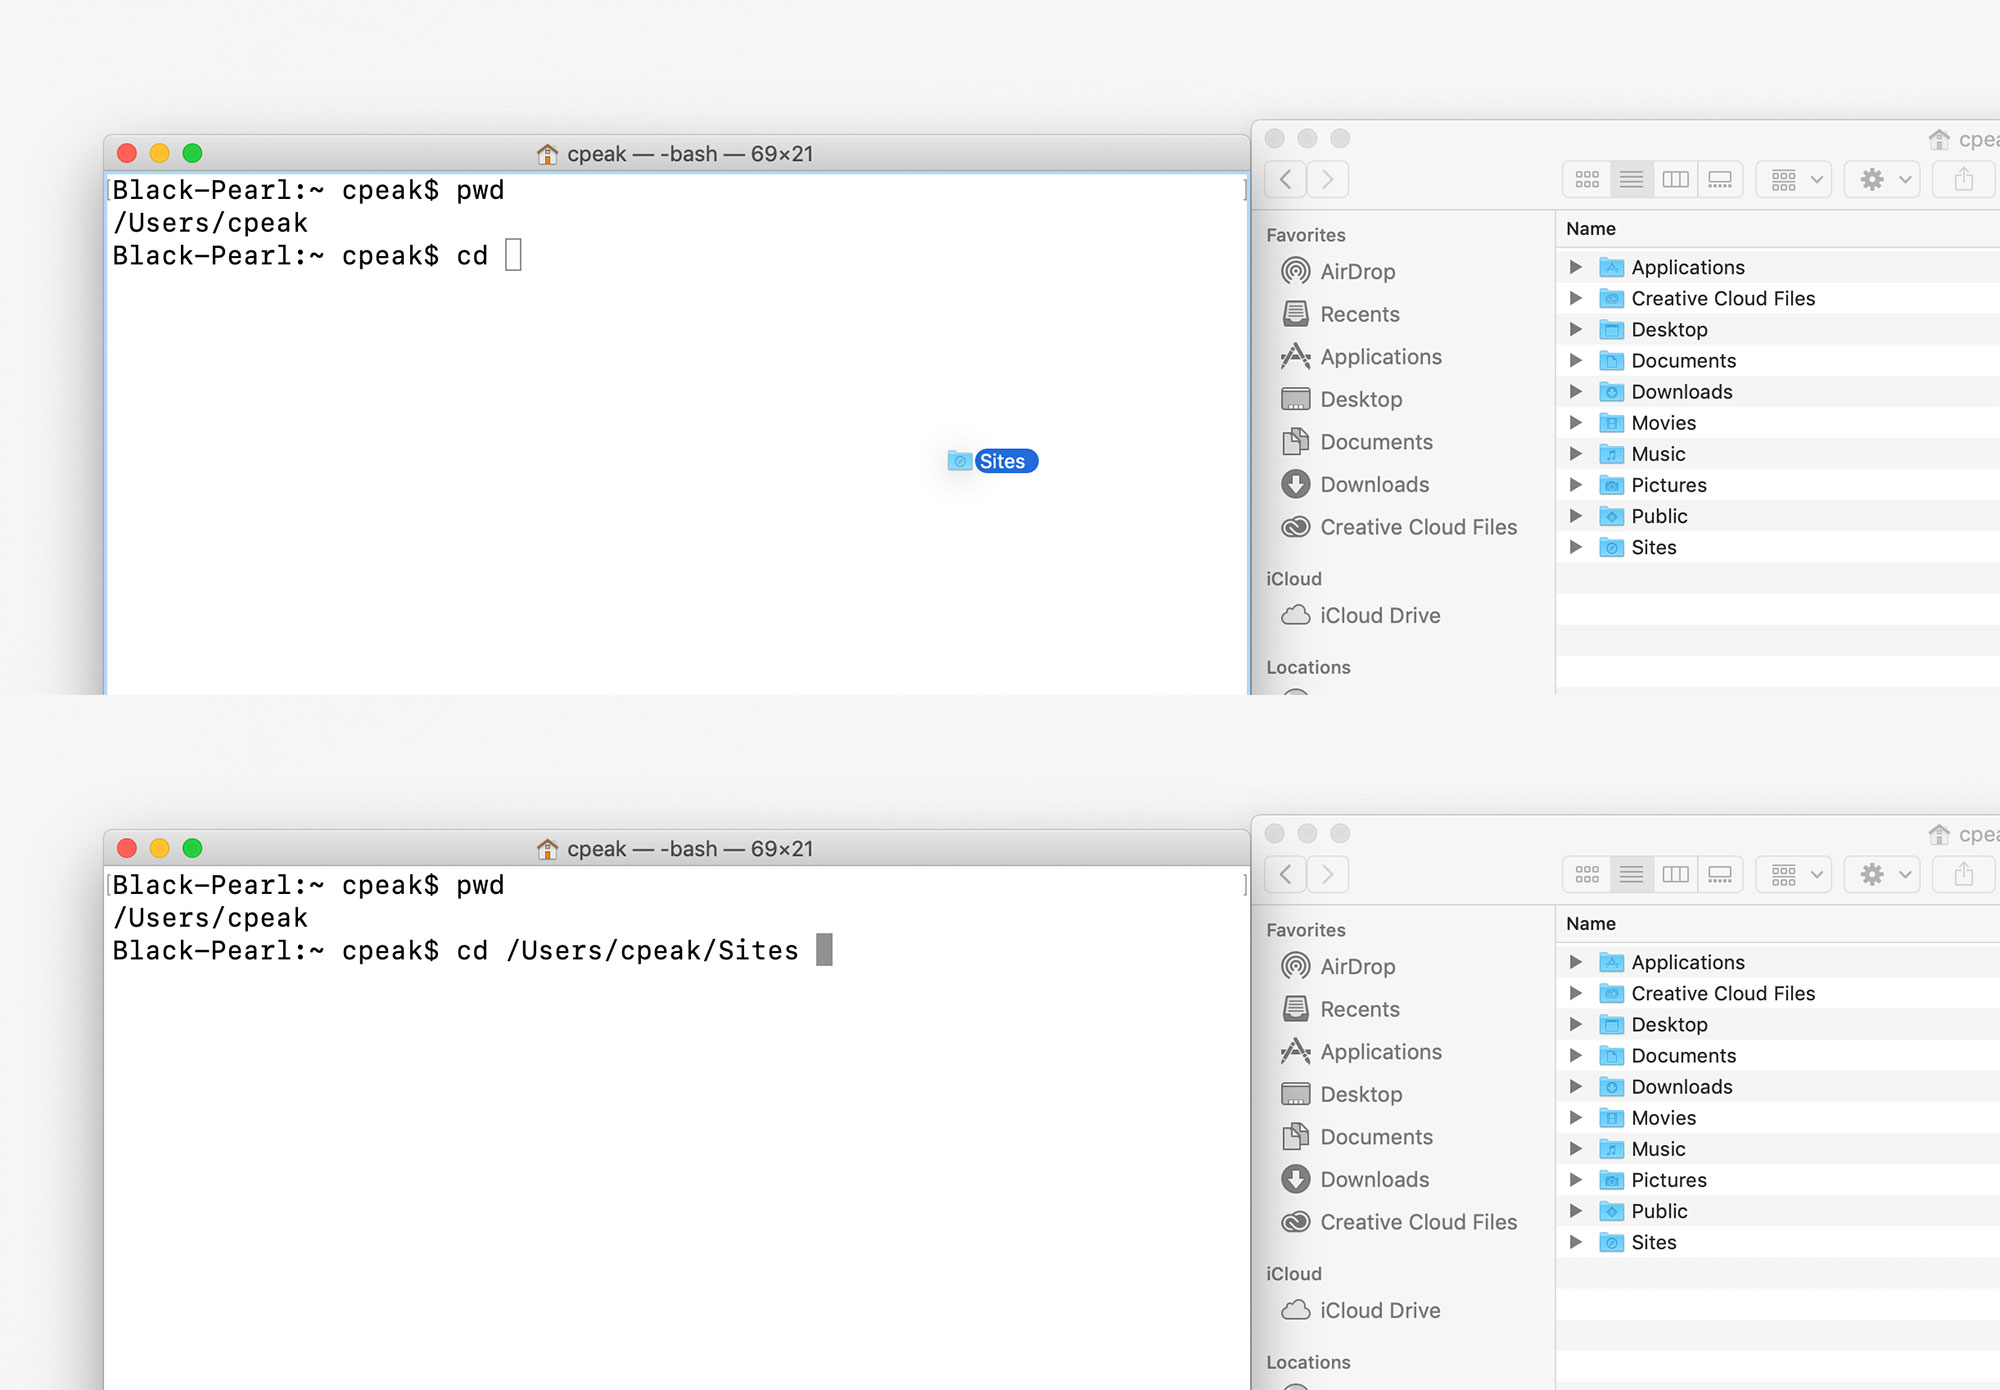 cpeak — -bash — 69×21
Black-Pearl:~ cpeak$ pwd
/Users/cpeak
Black-Pearl:~ cpeak$ cd
Sites
cpea
Favorites
AirDrop
Recents
Applications
Desktop
Documents
Downloads
Creative Cloud Files
iCloud
iCloud Drive
Locations
Name
Applications
Creative Cloud Files
Desktop
Documents
Downloads
Movies
Music
Pictures
Public
Sites
cpeak — -bash — 69×21
Black-Pearl:~ cpeak$ pwd
/Users/cpeak
Black-Pearl:~ cpeak$ cd /Users/cpeak/Sites
cpea
Favorites
AirDrop
Recents
Applications
Desktop
Documents
Downloads
Creative Cloud Files
iCloud
iCloud Drive
Locations
Name
Applications
Creative Cloud Files
Desktop
Documents
Downloads
Movies
Music
Pictures
Public
Sites